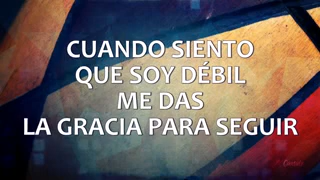 CUANDO SIENTO
QUE SOY DÉBIL
ME DAS
LA GRACIA PARA SEGUIR